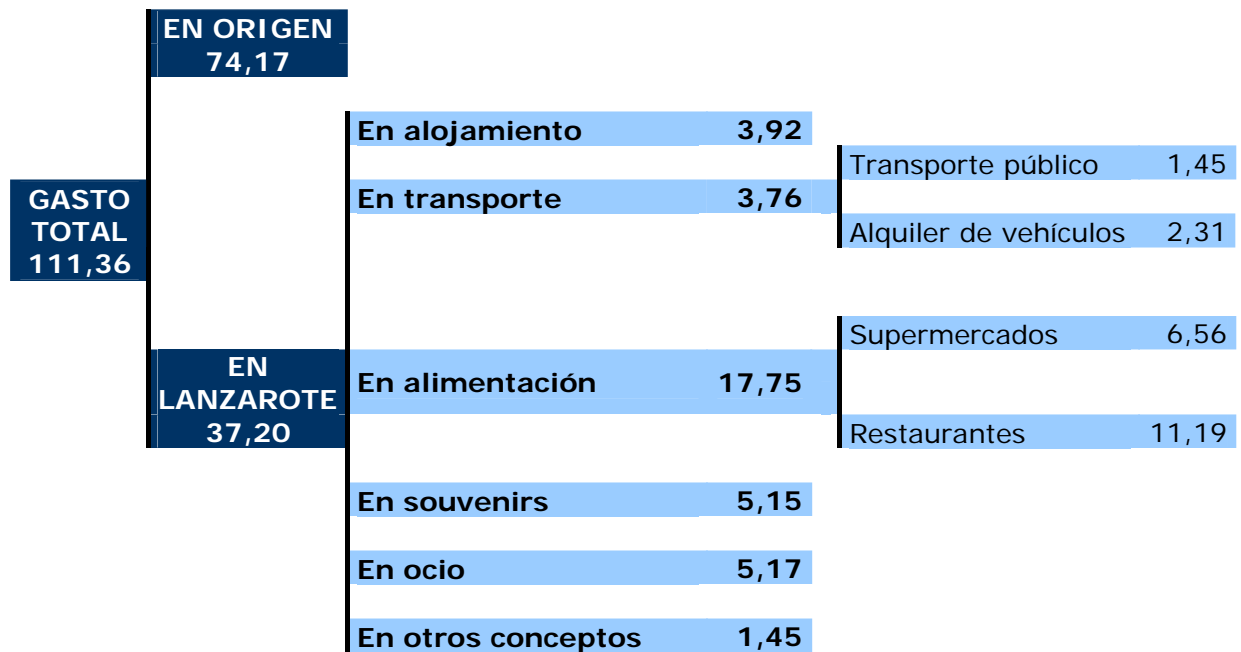 EN ORIGEN
74,17
En alojamiento 3,92
Transporte público 1,45
GASTO
TOTAL
111,36
En transporte 3,76
Alquiler de vehículos 2,31
Supermercados 6,56
EN
LANZAROTE
37,20
En alimentación 17,75
Restaurantes 11,19
En souvenirs 5,15
En ocio 5,17
En otros conceptos 1,45